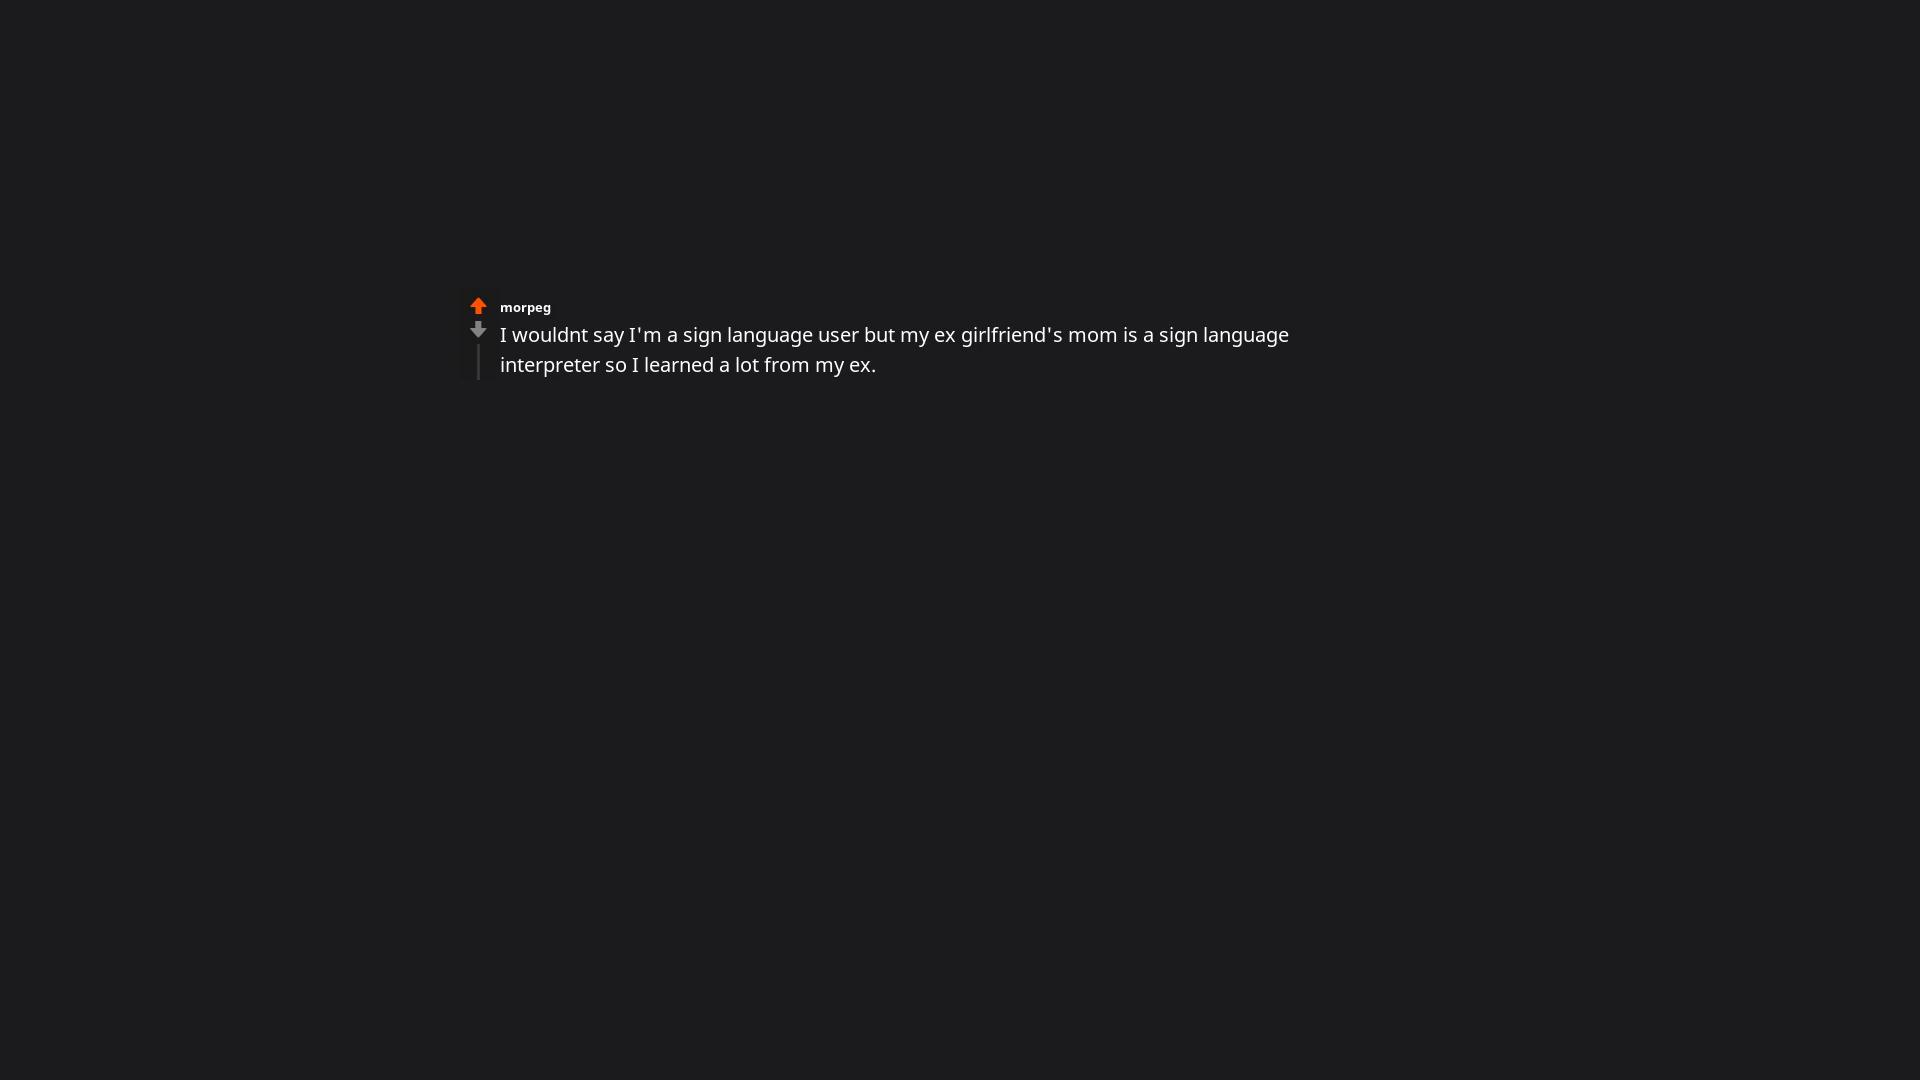 morpeg
I wouldnt say I'm a sign language user but my ex girlfriend's mom is a sign language
interpreter so I learned a lot from my ex.